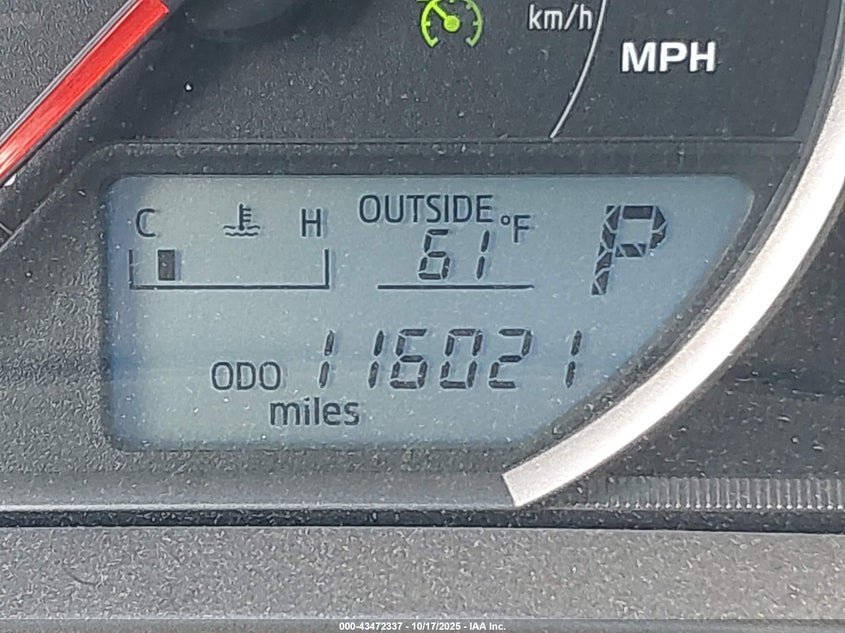 km/h
MPH
C H OUTSIDE °F P
61
ODO 116021
miles
000-43472337 - 10/17/2025 - IAA Inc.